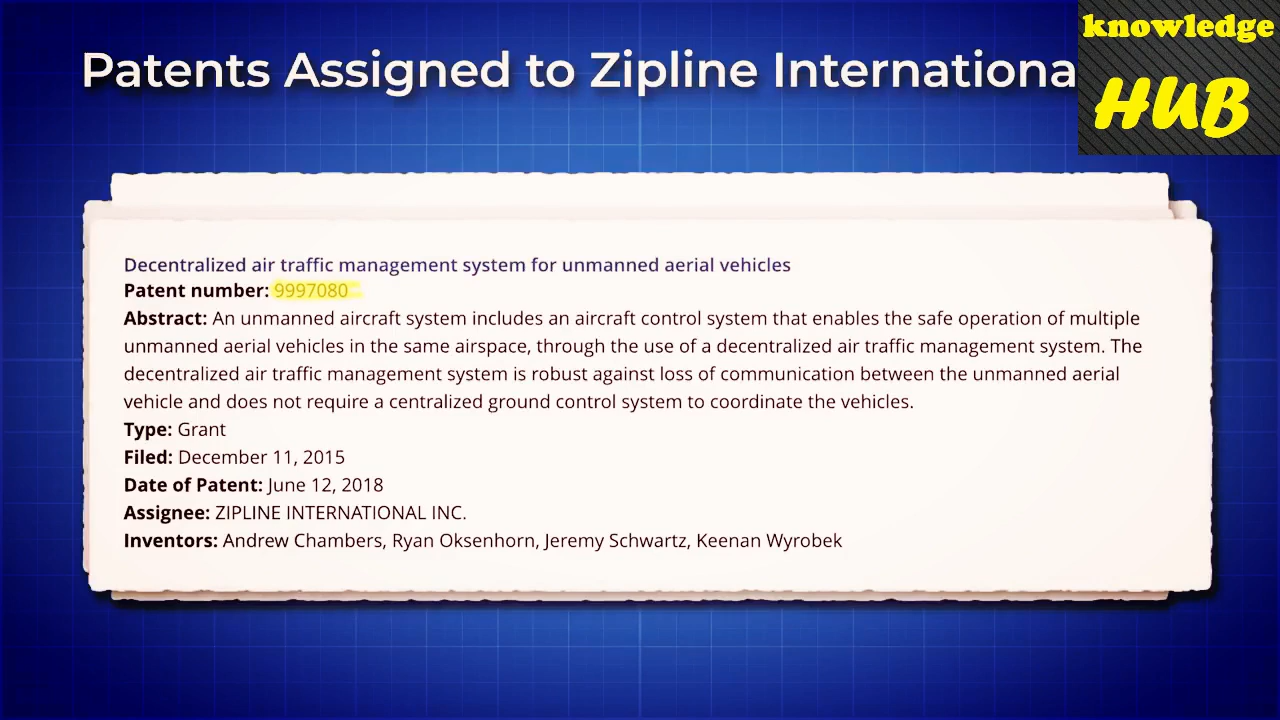 Patents Assigned to Zipline Internationa
knowledge
HUB
Decentralized air traffic management system for unmanned aerial vehicles
Patent number: 9997080
Abstract: An unmanned aircraft system includes an aircraft control system that enables the safe operation of multiple
unmanned aerial vehicles in the same airspace, through the use of a decentralized air traffic management system. The
decentralized air traffic management system is robust against loss of communication between the unmanned aerial
vehicle and does not require a centralized ground control system to coordinate the vehicles.
Type: Grant
Filed: December 11, 2015
Date of Patent: June 12, 2018
Assignee: ZIPLINE INTERNATIONAL INC.
Inventors: Andrew Chambers, Ryan Oksenhorn, Jeremy Schwartz, Keenan Wyrobek